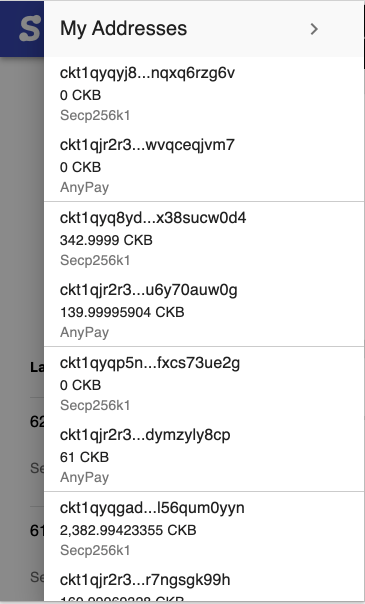 S
My Addresses
ckt1qyqyj8...nqxq6rzg6v
0 CKB
Secp256k1
ckt1qjr2r3...wvqceqjvm7
0 CKB
AnyPay
ckt1qyq8yd...x38sucw0d4
342.9999 CKB
Secp256k1
ckt1qjr2r3...u6y70auw0g
139.99995904 CKB
AnyPay
ckt1qyqp5n...fxcs73ue2g
0 CKB
Secp256k1
La
ckt1qjr2r3...dymzyly8cp
62
61 CKB
Se
AnyPay
ckt1qyqgad...l56qum0yyn
61
2,382.99423355 CKB
Secp256k1
Se
ckt1qjr2r3...r7ngsgk99h